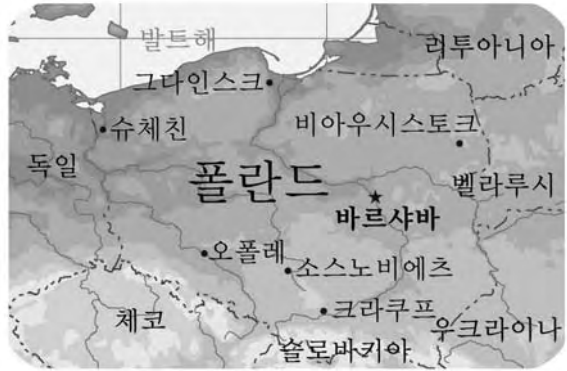 발트해
리투아니아
그다인스크
슈체친
비아우시스토크
독일
폴란드
벨라루시
바르샤바
오폴레
소스노비에츠
체코
크라쿠프
우크라이나
슬로바키아